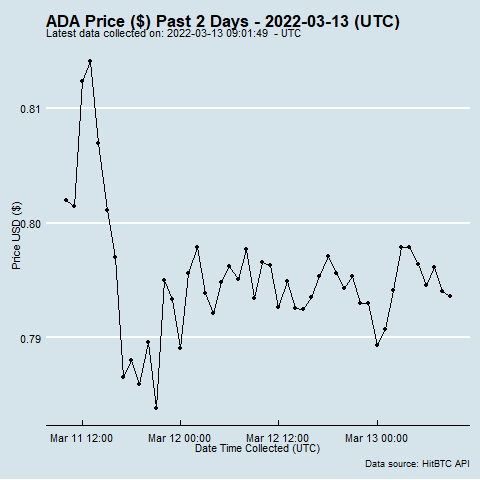 ADA Price ($) Past 2 Days - 2022-03-13 (UTC)
Latest data collected on: 2022-03-13 09:01:49 - UTC
0.81
0.80
0.79
Price USD ($)
Mar 11 12:00
Mar 12 00:00
Mar 12 12:00
Mar 13 00:00
Date Time Collected (UTC)
Data source: HitBTC API